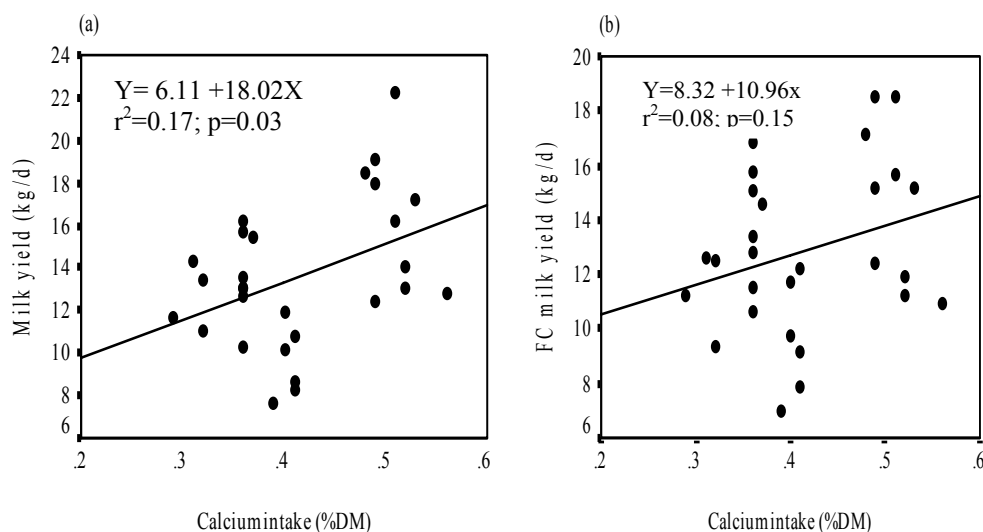 (a)
Y= 6.11 +18.02X
r²=0.17; p=0.03
Milk yield (kg/d)
24
22
20
18
16
14
12
10
8
6
.2 .3 .4 .5 .6
Calciumintake (%DM)
(b)
Y=8.32 +10.96x
r²=0.08; p=0.15
FC milk yield (kg/d)
20
18
16
14
12
10
8
6
.2 .3 .4 .5 .6
Calciumintake (%DM)